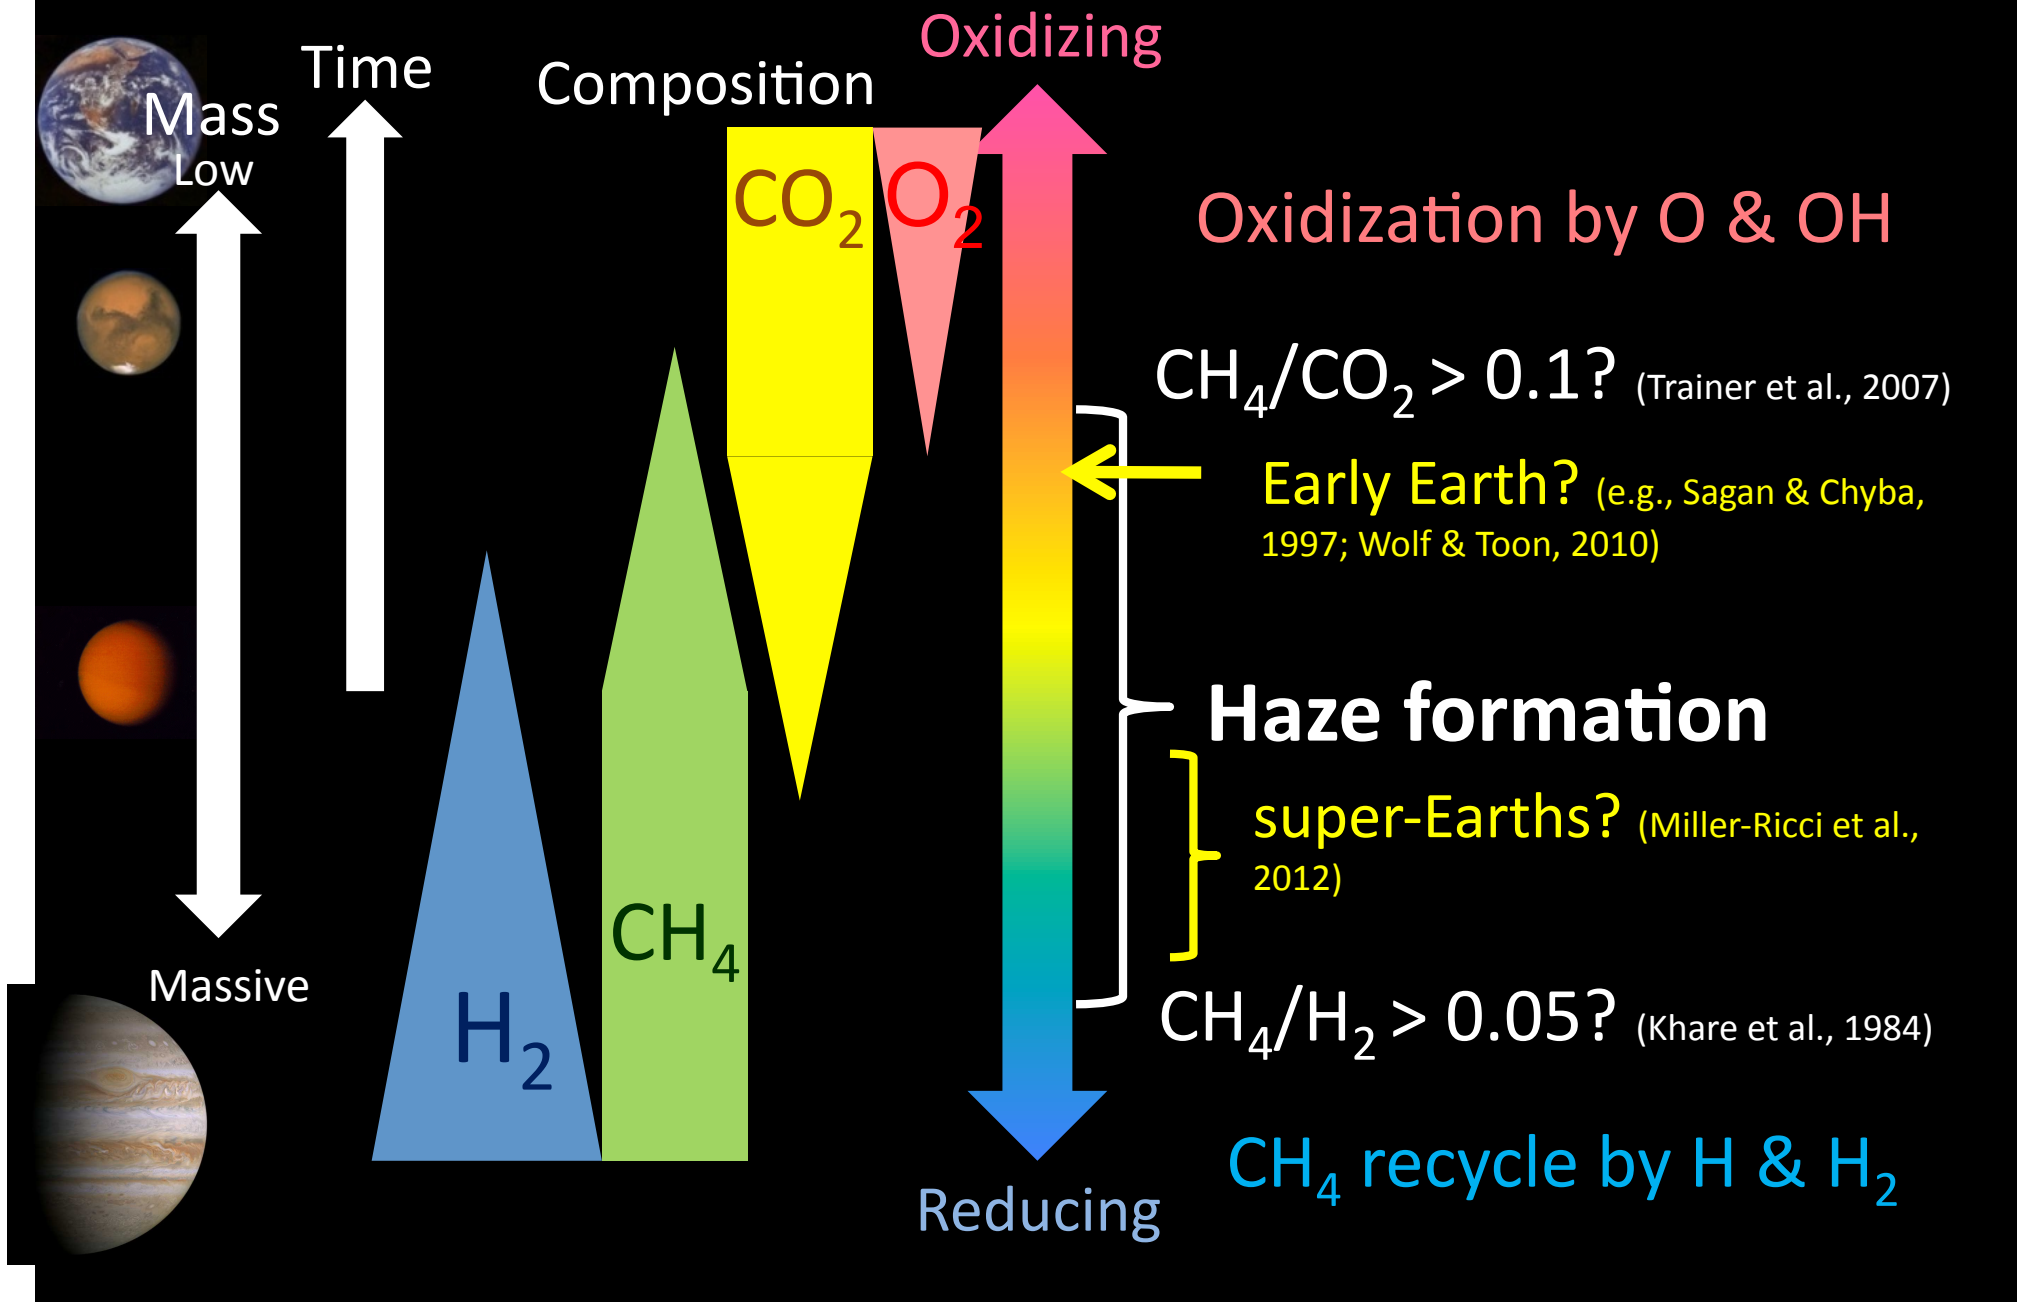 Oxidizing
Time
Composition
Mass
Low
CO₂
O₂
Oxidization by O & OH
CH₄/CO₂ > 0.1? (Trainer et al., 2007)
Early Earth? (e.g., Sagan & Chyba,
1997; Wolf & Toon, 2010)
Haze formation
super-Earths? (Miller-Ricci et al.,
2012)
CH₄
Massive
H₂
CH₄/H₂ > 0.05? (Khare et al., 1984)
CH₄ recycle by H & H₂
Reducing